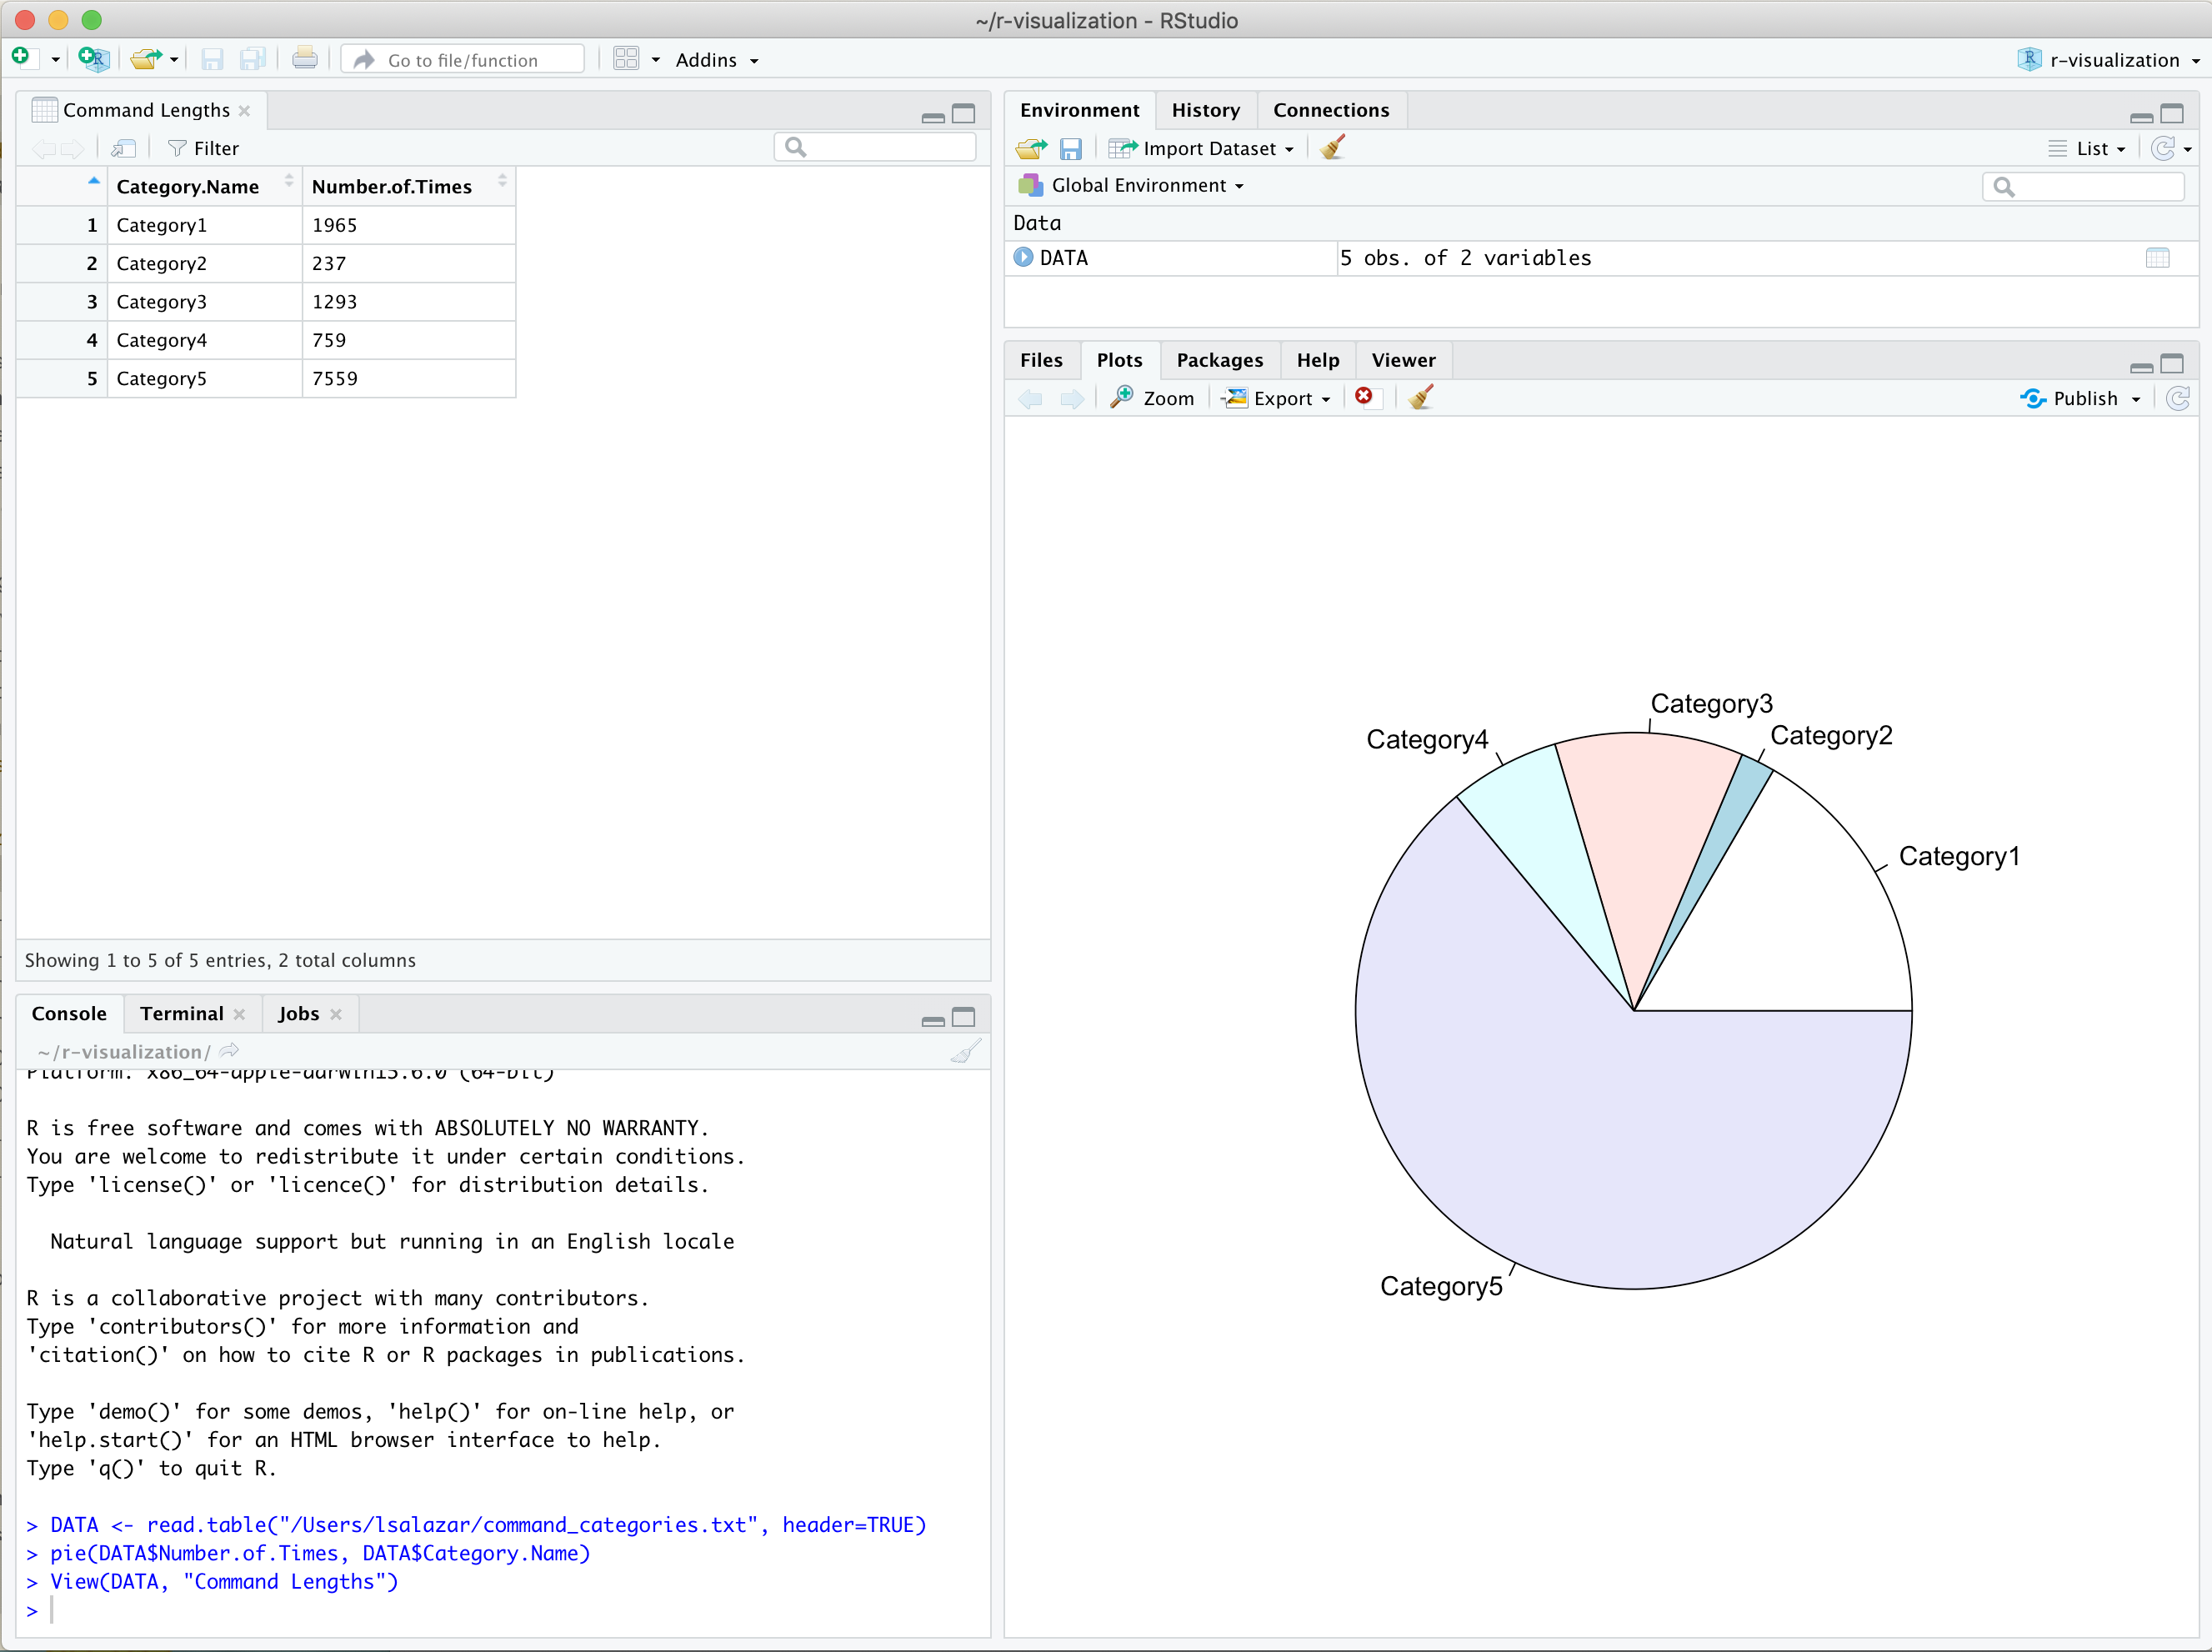 ~/r-visualization - RStudio
Go to file/function
Addins
r-visualization
Command Lengths
Filter
Category.Name Number.of.Times
1 Category1 1965
2 Category2 237
3 Category3 1293
4 Category4 759
5 Category5 7559
Showing 1 to 5 of 5 entries, 2 total columns
Console Terminal Jobs
~/r-visualization/
Platform: x86_64-apple-darwin15.6.0 (64-bit)
R is free software and comes with ABSOLUTELY NO WARRANTY.
You are welcome to redistribute it under certain conditions.
Type 'license()' or 'licence()' for distribution details.
Natural language support but running in an English locale
R is a collaborative project with many contributors.
Type 'contributors()' for more information and
'citation()' on how to cite R or R packages in publications.
Type 'demo()' for some demos, 'help()' for on-line help, or
'help.start()' for an HTML browser interface to help.
Type 'q()' to quit R.
> DATA <- read.table("/Users/lsalazar/command_categories.txt", header=TRUE)
> pie(DATA$Number.of.Times, DATA$Category.Name)
> View(DATA, "Command Lengths")
>
Environment History Connections
Import Dataset List
Global Environment
Data
DATA 5 obs. of 2 variables
Files Plots Packages Help Viewer
Zoom Export Publish
Category3
Category2
Category4
Category1
Category5